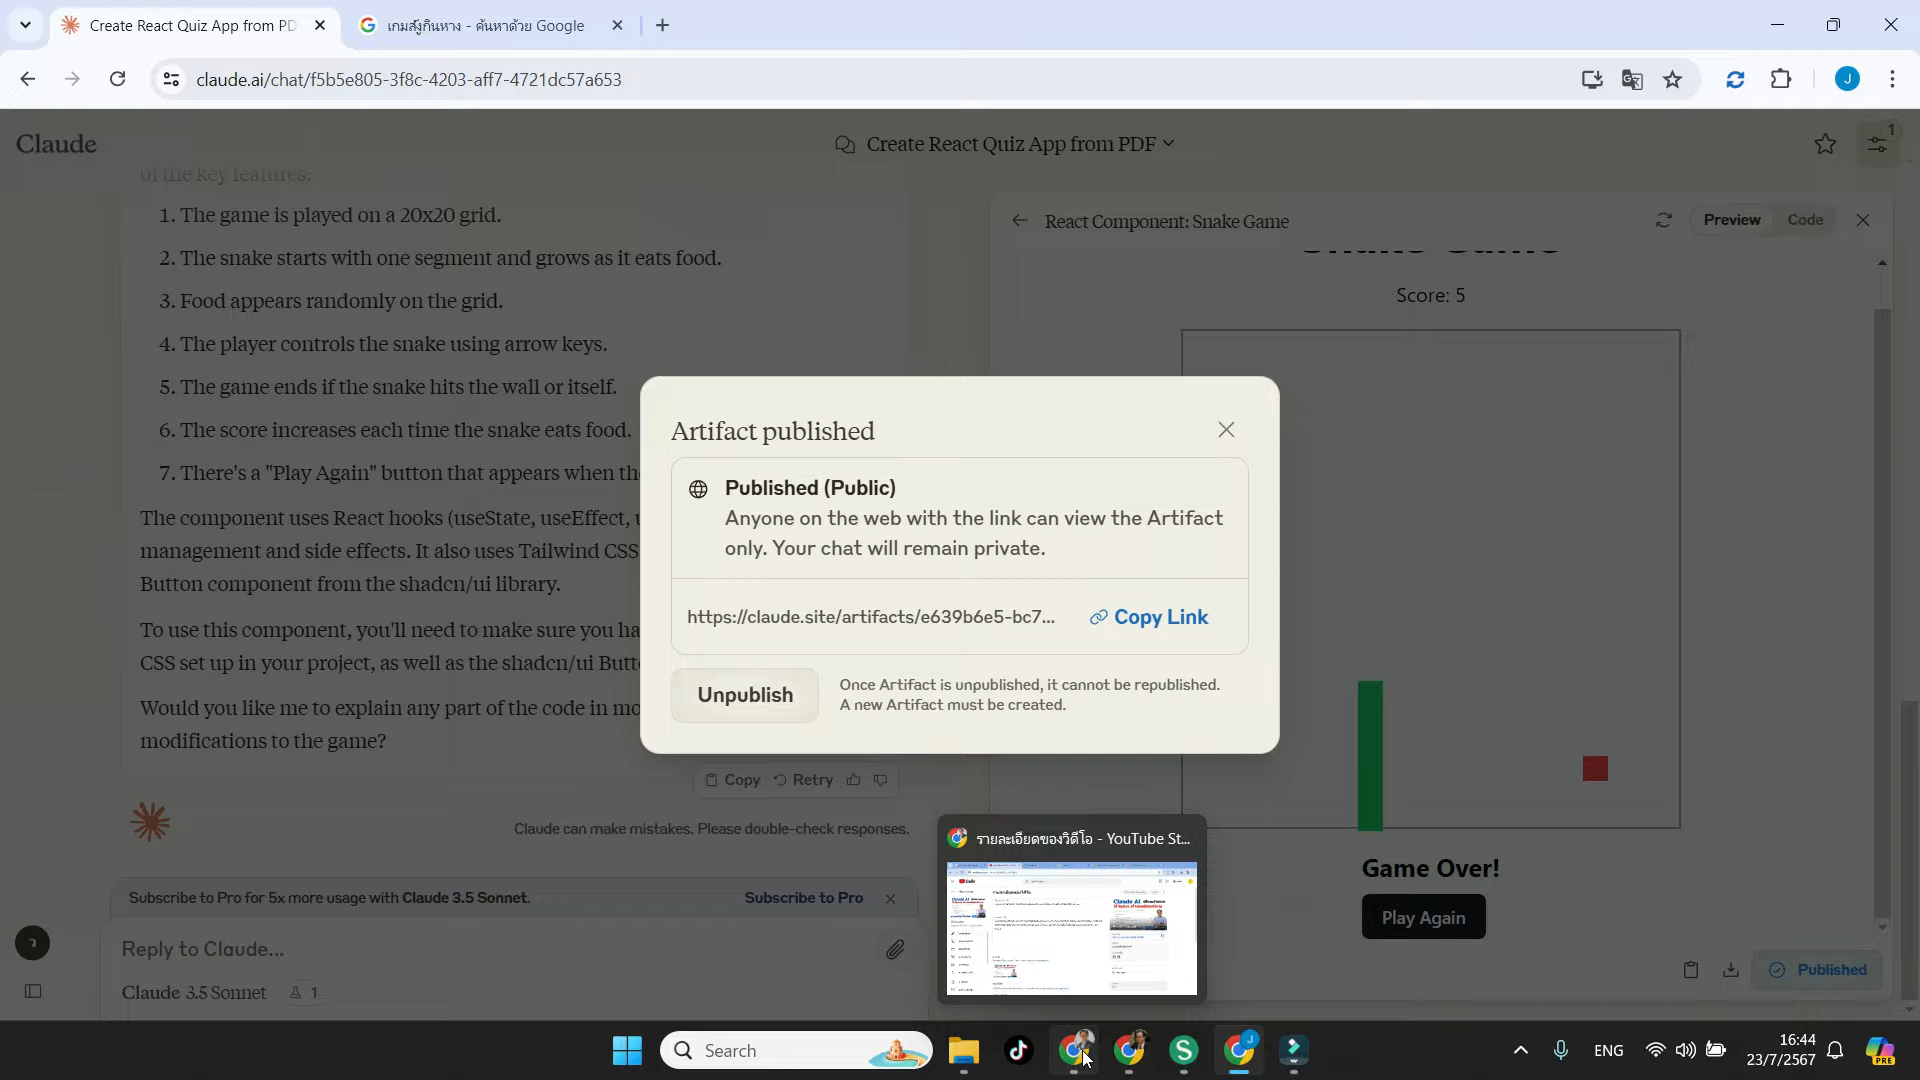 Create React Quiz App from PD
เกมส์งูกินหาง - ค้นหาด้วย Google
claude.ai/chat/f5b5e805-3f8c-4203-aff7-4721dc57a653
J
Claude
Create React Quiz App from PDF
1
of the key features:
1. The game is played on a 20x20 grid.
2. The snake starts with one segment and grows as it eats food.
3. Food appears randomly on the grid.
4. The player controls the snake using arrow keys.
5. The game ends if the snake hits the wall or itself.
6. The score increases each time the snake eats food.
7. There's a "Play Again" button that appears when th
The component uses React hooks (useState, useEffect,
management and side effects. It also uses Tailwind CSS
Button component from the shadcn/ui library.
To use this component, you'll need to make sure you ha
CSS set up in your project, as well as the shadcn/ui Butt
Would you like me to explain any part of the code in mo
modifications to the game?
Copy Retry
Claude can make mistakes. Please double-check responses.
Subscribe to Pro for 5x more usage with Claude 3.5 Sonnet. Subscribe to Pro
Reply to Claude...
Claude 3.5 Sonnet 1
React Component: Snake Game
Preview Code
Snake Game
Score: 5
Game Over!
Play Again
Published
Artifact published
Published (Public)
Anyone on the web with the link can view the Artifact
only. Your chat will remain private.
https://claude.site/artifacts/e639b6e5-bc7...
Copy Link
Unpublish
Once Artifact is unpublished, it cannot be republished.
A new Artifact must be created.
รายละเอียดของวิดีโอ - YouTube St...
Claude AI
Search
ENG
16:44
23/7/2567
PRE